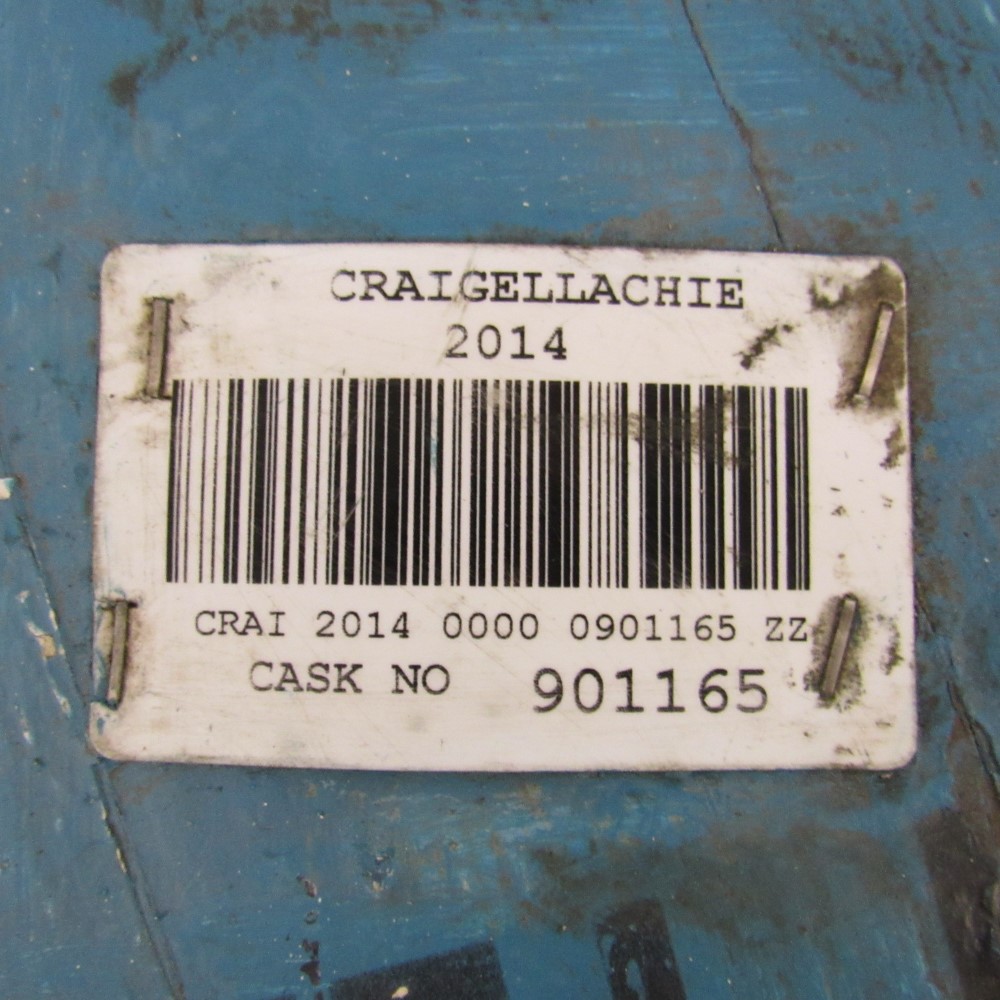 CRAIGELLACHIE
2014
CRAI 2014 0000 0901165 ZZ
CASK NO 901165